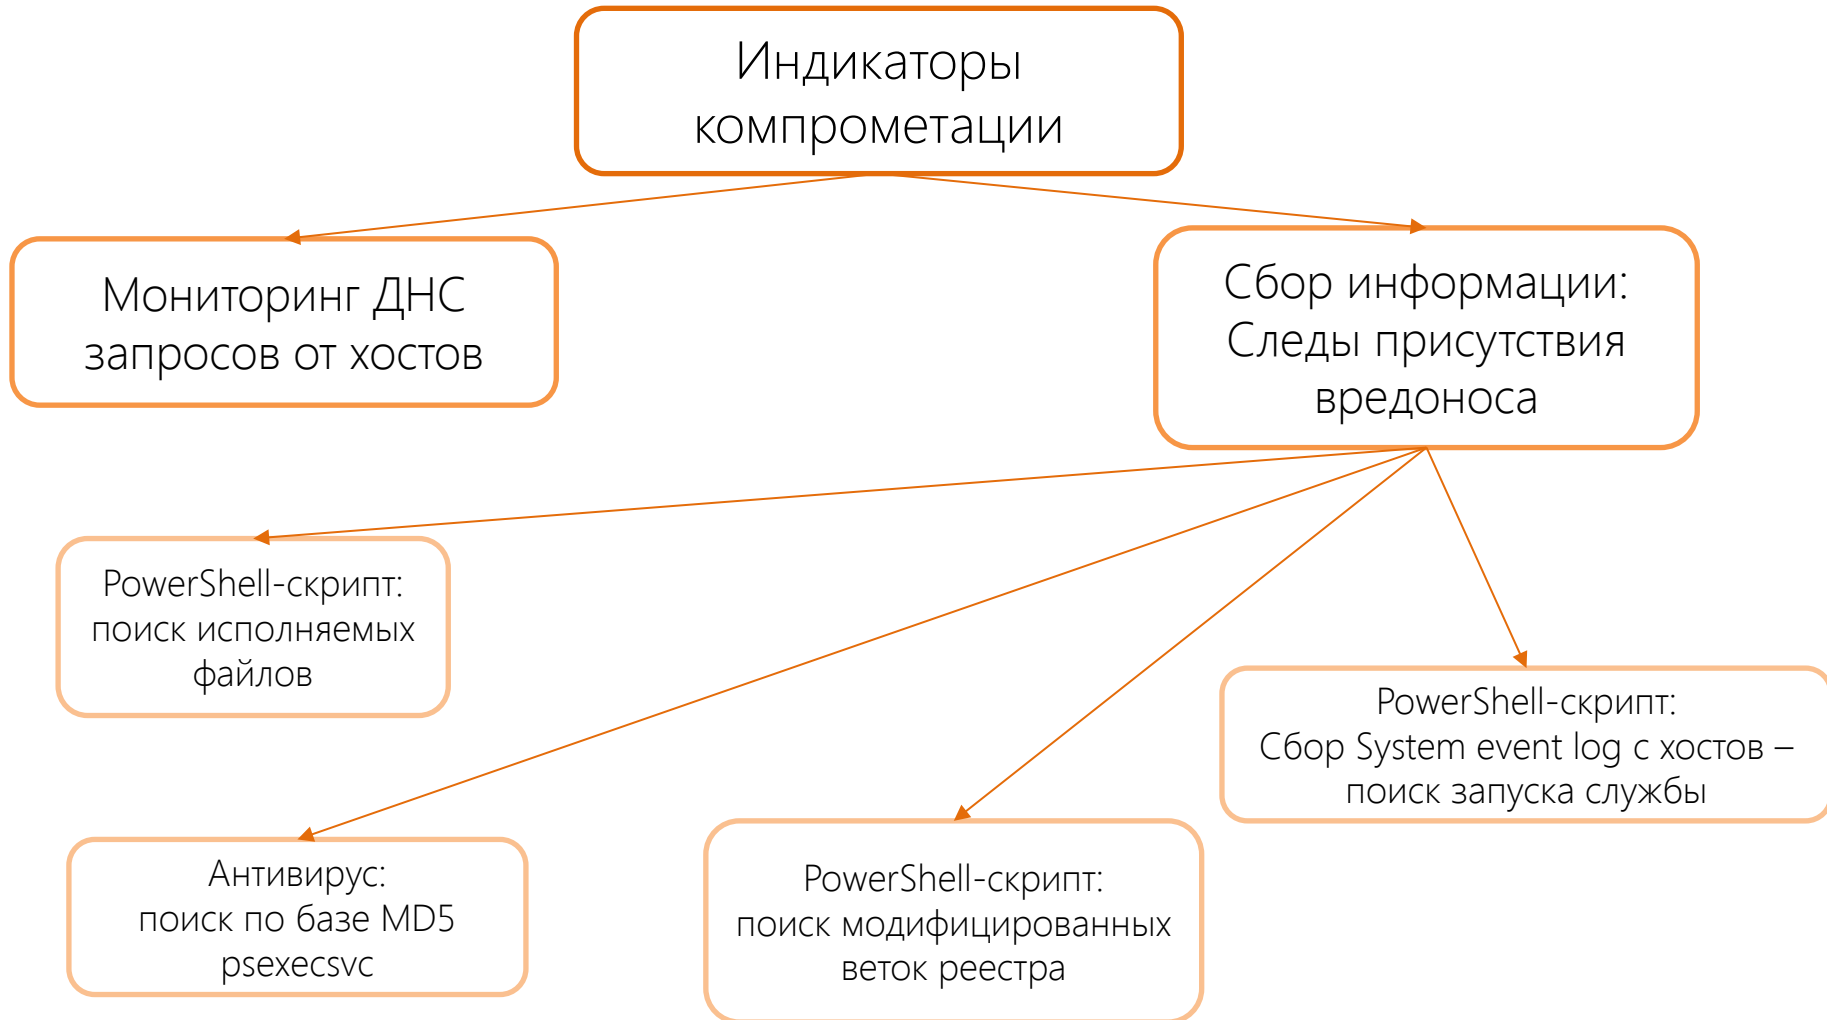 Индикаторы
компрометации
Мониторинг ДНС
запросов от хостов
Сбор информации:
Следы присутствия
вредоноса
PowerShell-скрипт:
поиск исполняемых
файлов
PowerShell-скрипт:
Сбор System event log с хостов –
поиск запуска службы
Антивирус:
поиск по базе MD5
psexecsvc
PowerShell-скрипт:
поиск модифицированных
веток реестра